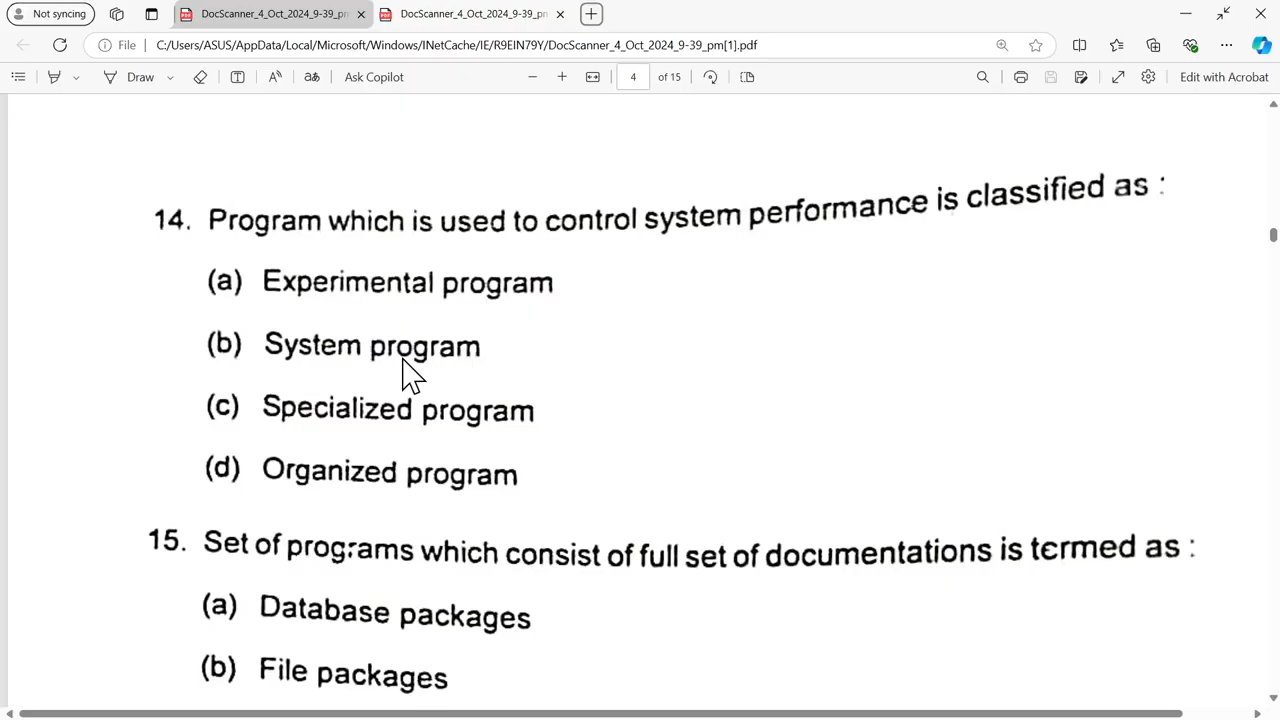 Not syncing
DocScanner_4_Oct_2024_9-39_pm
DocScanner_4_Oct_2024_9-39_pm
File
C:/Users/ASUS/AppData/Local/Microsoft/Windows/INetCache/IE/R9EIN79Y/DocScanner_4_Oct_2024_9-39_pm[1].pdf
Draw
aあ
Ask Copilot
4 of 15
Edit with Acrobat
14. Program which is used to control system performance is classified as :
(a) Experimental program
(b) System program
(c) Specialized program
(d) Organized program
15. Set of programs which consist of full set of documentations is termed as :
(a) Database packages
(b) File packages